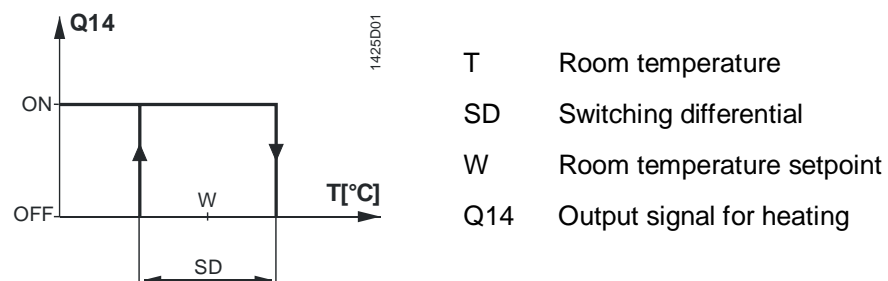 Q14
1425D01
ON
OFF
W
T[°C]
SD
T Room temperature
SD Switching differential
W Room temperature setpoint
Q14 Output signal for heating